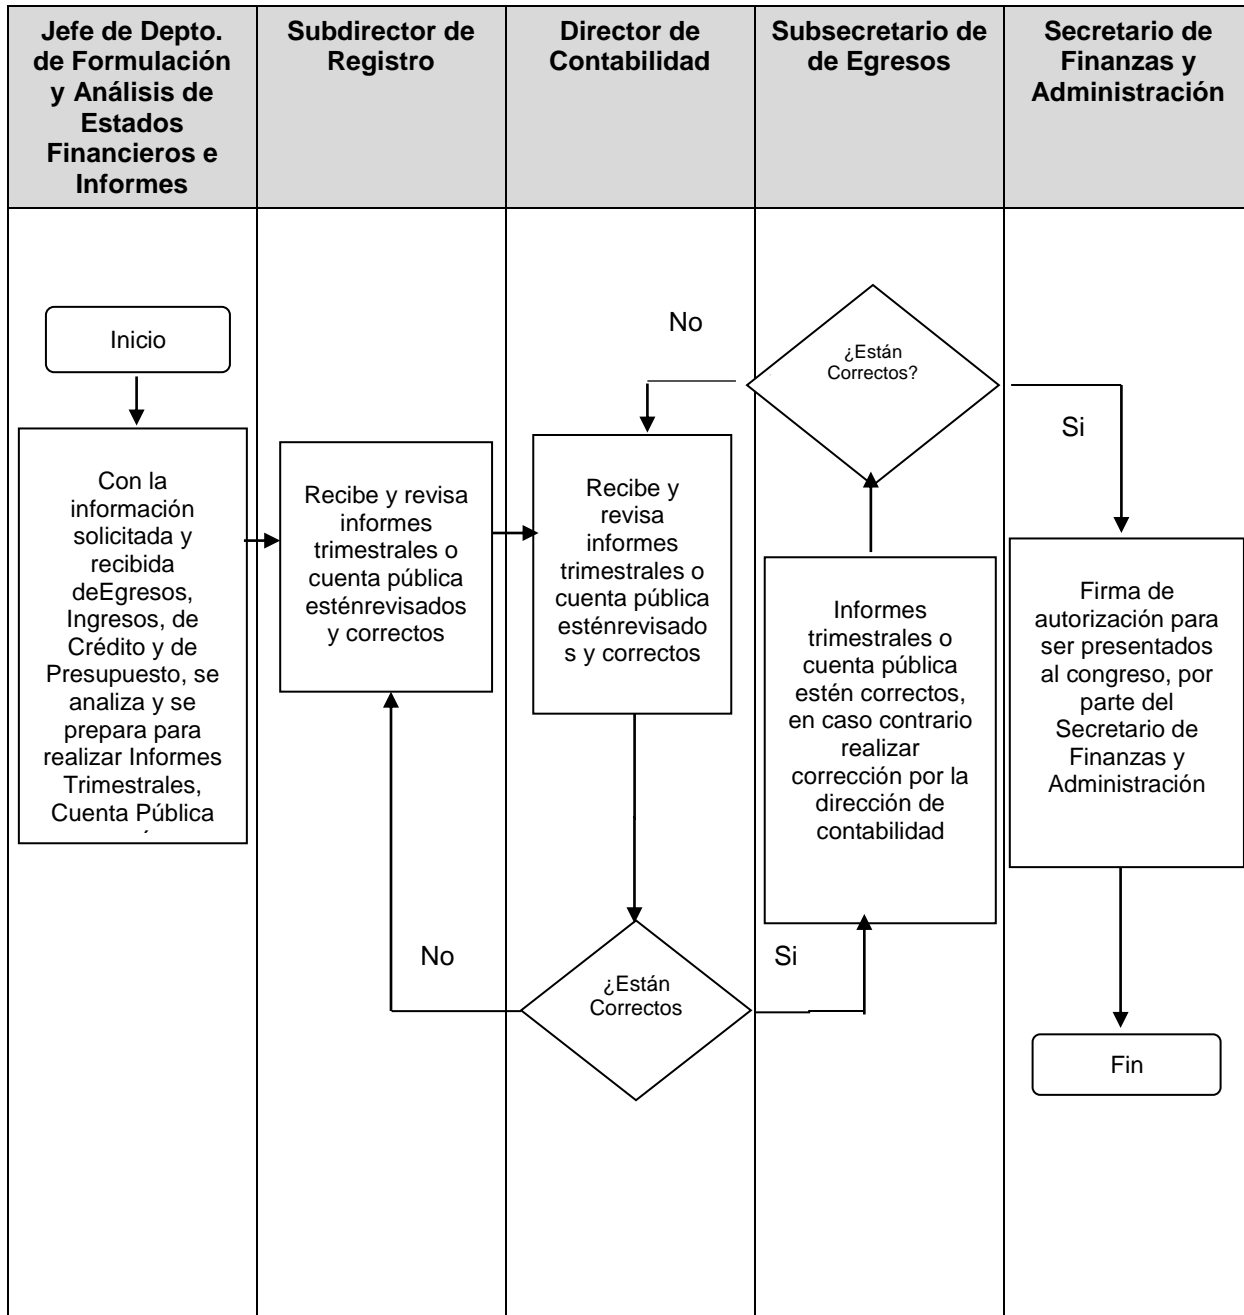 Jefe de Depto.
de Formulación
y Análisis de
Estados
Financieros e
Informes
Subdirector de
Registro
Director de
Contabilidad
Subsecretario de
de Egresos
Secretario de
Finanzas y
Administración
Inicio
Con la
información
solicitada y
recibida
deEgresos,
Ingresos, de
Crédito y de
Presupuesto, se
analiza y se
prepara para
realizar Informes
Trimestrales,
Cuenta Pública
Recibe y revisa
informes
trimestrales o
cuenta pública
esténrevisados
y correctos
Recibe y
revisa
informes
trimestrales o
cuenta pública
esténrevisado
s y correctos
¿Están
Correctos
No
Si
Informes
trimestrales o
cuenta pública
estén correctos,
en caso contrario
realizar
corrección por la
dirección de
contabilidad
¿Están
Correctos?
No
Si
Firma de
autorización para
ser presentados
al congreso, por
parte del
Secretario de
Finanzas y
Administración
Fin